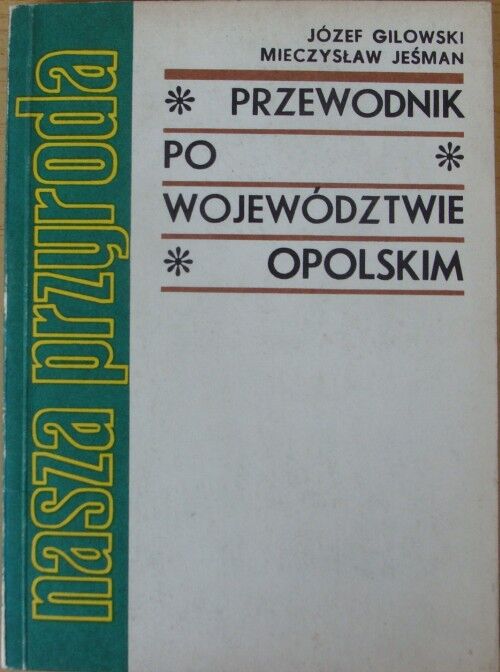 JÓZEF GILOWSKI
MIECZYSŁAW JEŚMAN
* PRZEWODNIK
PO *
WOJEWÓDZTWIE
* OPOLSKIM
nasza przyroda